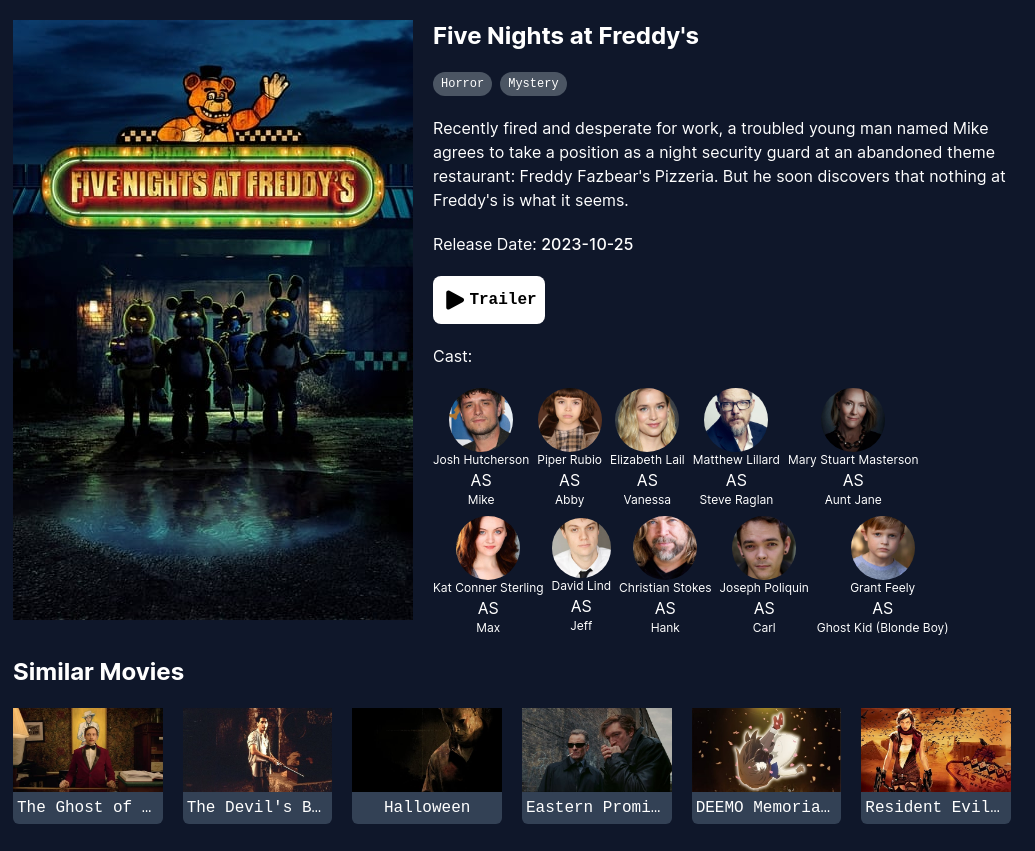 FIVE NIGHTS AT FREDDY'S
Five Nights at Freddy's
Horror Mystery
Recently fired and desperate for work, a troubled young man named Mike
agrees to take a position as a night security guard at an abandoned theme
restaurant: Freddy Fazbear's Pizzeria. But he soon discovers that nothing at
Freddy's is what it seems.
Release Date: 2023-10-25
Trailer
Cast:
Josh Hutcherson Piper Rubio Elizabeth Lail Matthew Lillard Mary Stuart Masterson
AS AS AS AS AS
Mike Abby Vanessa Steve Raglan Aunt Jane
Kat Conner Sterling David Lind Christian Stokes Joseph Poliquin Grant Feely
AS AS AS AS AS
Max Jeff Hank Carl Ghost Kid (Blonde Boy)
Similar Movies
The Ghost of … The Devil's B… Halloween Eastern Promi… DEEMO Memoria… Resident Evil…